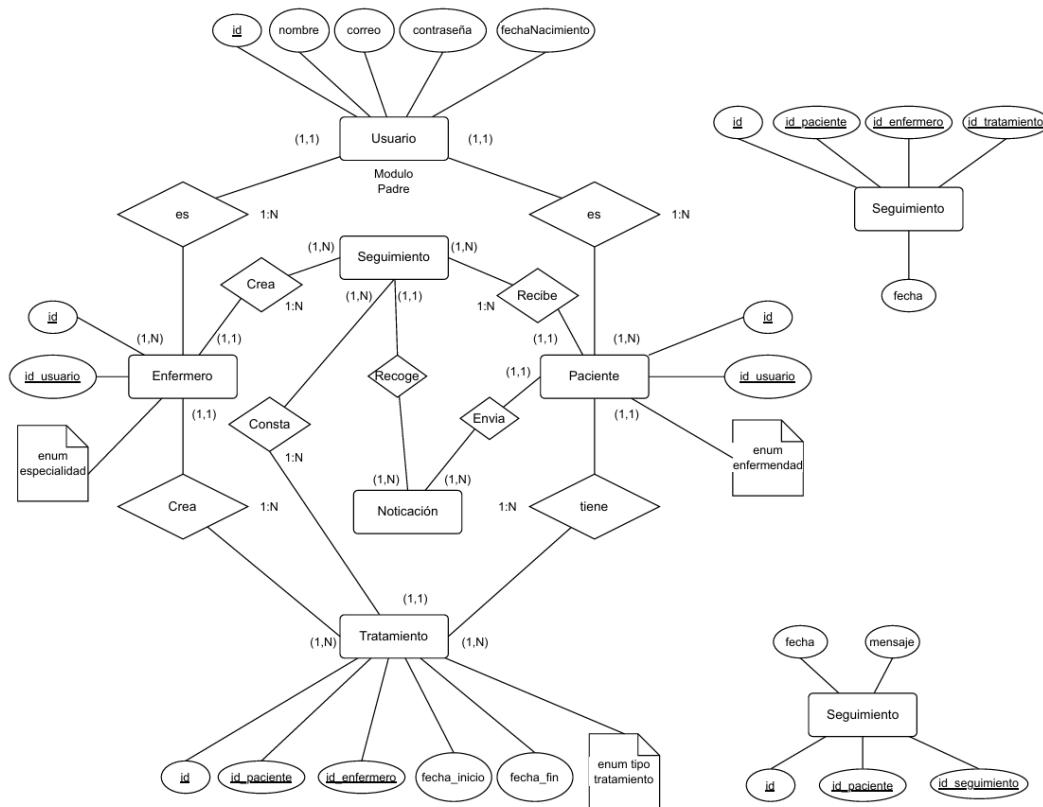 id
nombre
correo
contraseña
fechaNacimiento
(1,1)
Usuario
(1,1)
Modulo
Padre
id
id_paciente
id_enfermero
id_tratamiento
Seguimiento
fecha
es
1:N
es
1:N
(1,N)
Seguimiento
(1,N)
Crea
1:N
(1,N)
(1,1)
1:N
Recibe
id
(1,N)
(1,1)
(1,1)
(1,N)
id
id_usuario
Enfermero
Recoge
(1,1)
Paciente
id_usuario
(1,1)
Consta
Envia
(1,1)
enum
especialidad
1:N
enum
enfermendad
(1,N)
(1,N)
Crea
1:N
Noticación
1:N
tiene
(1,1)
(1,N)
Tratamiento
(1,N)
id
id_paciente
id_enfermero
fecha_inicio
fecha_fin
enum tipo
tratamiento
fecha
mensaje
Seguimiento
id
id_paciente
id_seguimiento